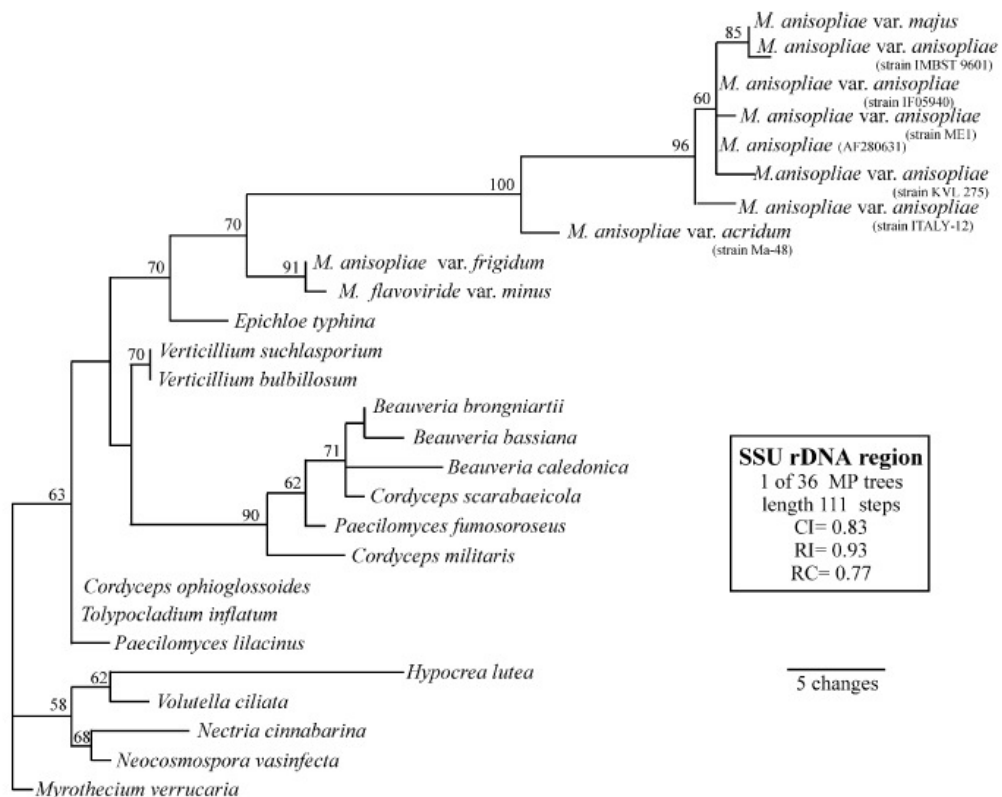 85
M. anisopliae var. majus
M. anisopliae var. anisopliae
(strain IMBST 9601)
M. anisopliae var. anisopliae
(strain IF05940)
60
M. anisopliae var. anisopliae
(strain ME1)
96
M. anisopliae (AF280631)
M.anisopliae var. anisopliae
(strain KVL 275)
100
M. anisopliae var. anisopliae
(strain ITALY-12)
70
M. anisopliae var. acridum
(strain Ma-48)
70
91
M. anisopliae var. frigidum
M. flavoviride var. minus
Epichloe typhina
70
Verticillium suchlasporium
Verticillium bulbillosum
Beauveria brongniartii
Beauveria bassiana
71
Beauveria caledonica
62
Cordyceps scarabaeicola
63
90
Paecilomyces fumosoroseus
Cordyceps militaris
Cordyceps ophioglossoides
Tolypocladium inflatum
Paecilomyces lilacinus
62
Hypocrea lutea
58
Volutella ciliata
68
Nectria cinnabarina
Neocosmospora vasinfecta
Myrothecium verrucaria
SSU rDNA region
1 of 36 MP trees
length 111 steps
CI= 0.83
RI= 0.93
RC= 0.77
5 changes